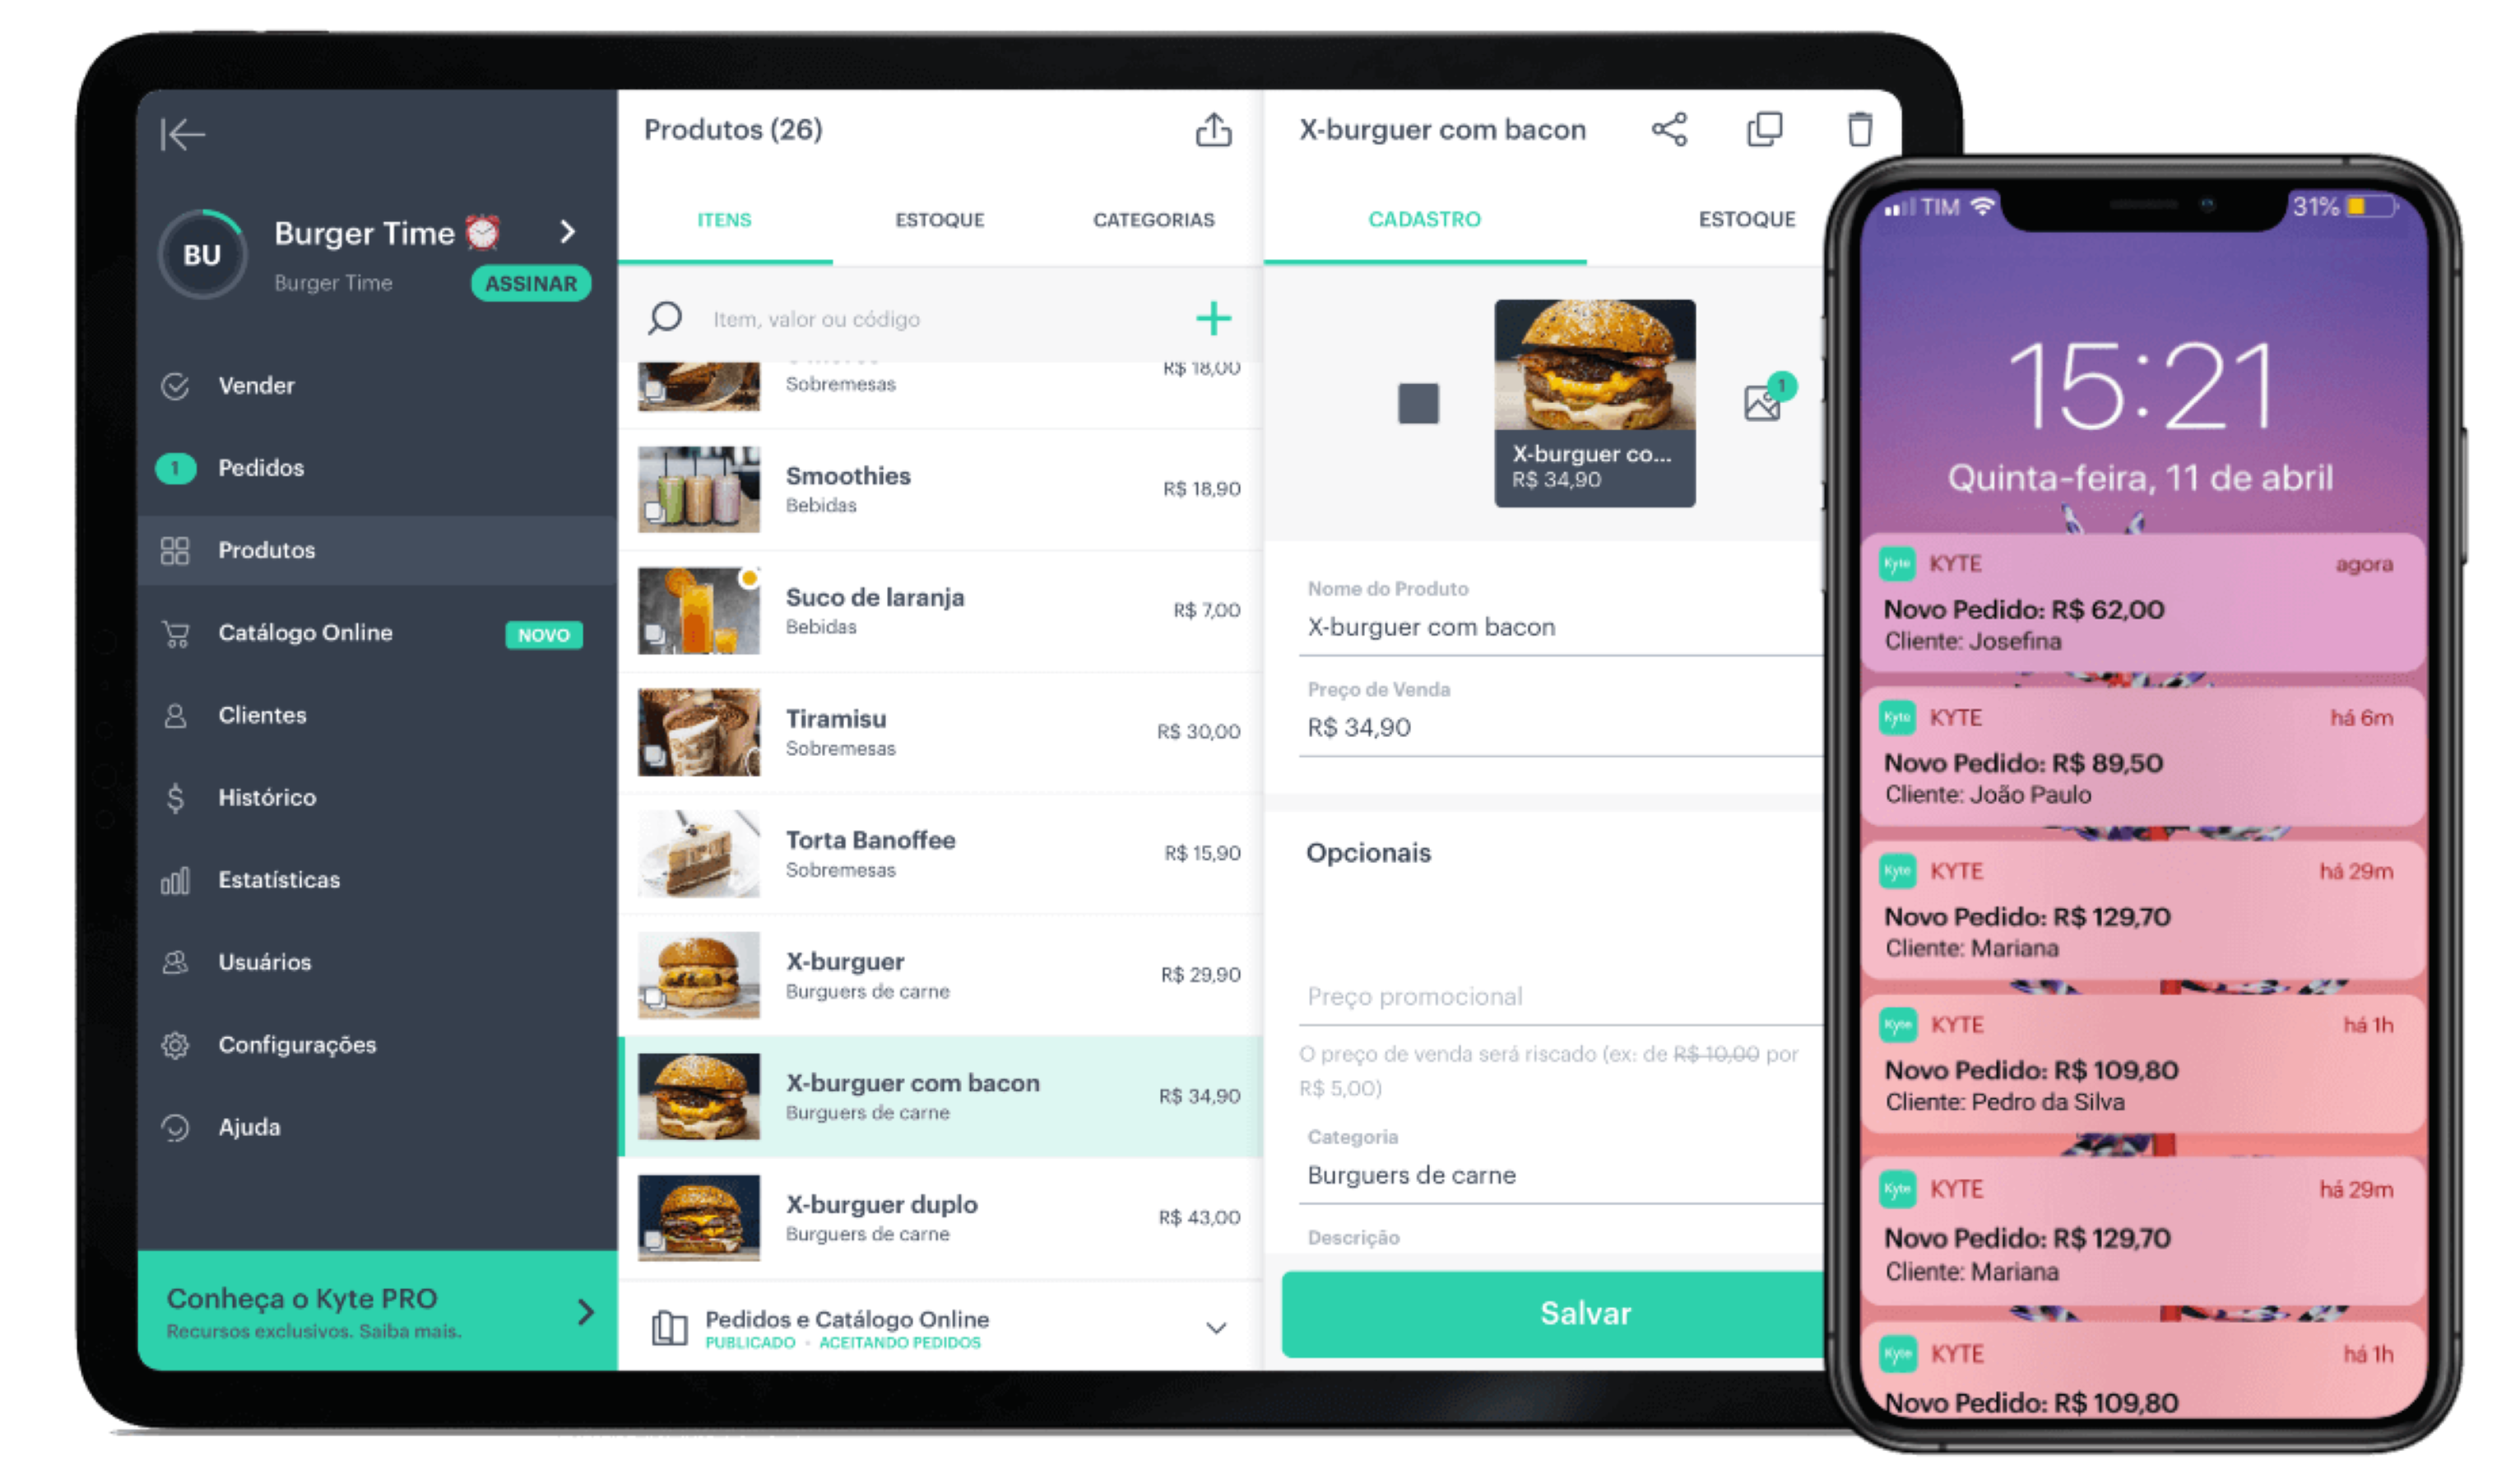 BU
Burger Time ⏰
Burger Time
ASSINAR
Vender
1
Pedidos
Produtos
Catálogo Online
NOVO
Clientes
Histórico
Estatísticas
Usuários
Configurações
Ajuda
Conheça o Kyte PRO
Recursos exclusivos. Saiba mais.
Produtos (26)
ITENS
ESTOQUE
CATEGORIAS
Item, valor ou código
R$ 18,00
Sobremesas
Smoothies
Bebidas
R$ 18,90
Suco de laranja
Bebidas
R$ 7,00
Tiramisu
Sobremesas
R$ 30,00
Torta Banoffee
Sobremesas
R$ 15,90
X-burguer
Burguers de carne
R$ 29,90
X-burguer com bacon
Burguers de carne
R$ 34,90
X-burguer duplo
Burguers de carne
R$ 43,00
Pedidos e Catálogo Online
PUBLICADO • ACEITANDO PEDIDOS
X-burguer com bacon
CADASTRO
ESTOQUE
X-burguer co...
R$ 34,90
1
Nome do Produto
X-burguer com bacon
Preço de Venda
R$ 34,90
Opcionais
Preço promocional
O preço de venda será riscado (ex: de R$ 10,00 por
R$ 5,00)
Categoria
Burguers de carne
Descrição
Salvar
TIM
31%
15:21
Quinta-feira, 11 de abril
Kyte KYTE
agora
Novo Pedido: R$ 62,00
Cliente: Josefina
Kyte KYTE
há 6m
Novo Pedido: R$ 89,50
Cliente: João Paulo
Kyte KYTE
há 29m
Novo Pedido: R$ 129,70
Cliente: Mariana
Kyte KYTE
há 1h
Novo Pedido: R$ 109,80
Cliente: Pedro da Silva
Kyte KYTE
há 29m
Novo Pedido: R$ 129,70
Cliente: Mariana
Kyte KYTE
há 1h
Novo Pedido: R$ 109,80